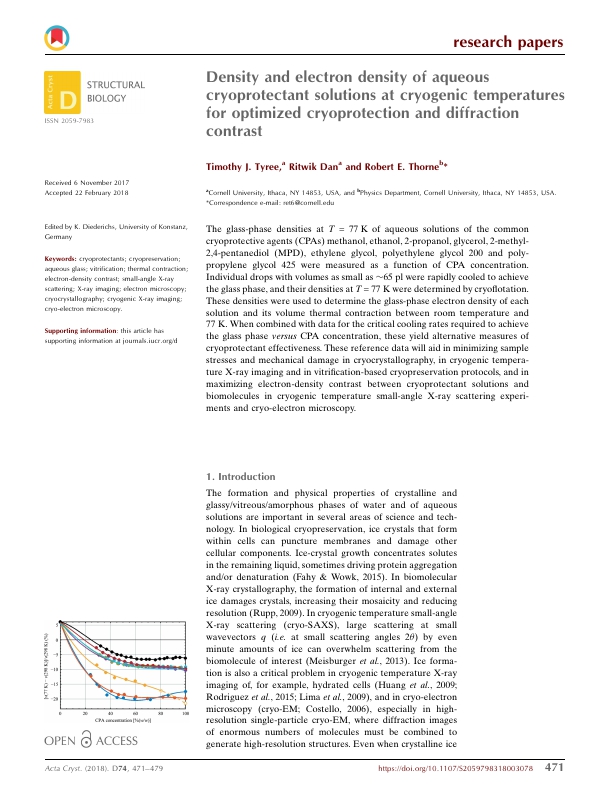 research papers
Acta Cryst
D
STRUCTURAL
BIOLOGY
ISSN 2059-7983
Density and electron density of aqueous
cryoprotectant solutions at cryogenic temperatures
for optimized cryoprotection and diffraction
contrast
Timothy J. Tyree,a Ritwik Dana and Robert E. Thorneb*
Received 6 November 2017
Accepted 22 February 2018
aCornell University, Ithaca, NY 14853, USA, and bPhysics Department, Cornell University, Ithaca, NY 14853, USA.
*Correspondence e-mail: ret6@cornell.edu
Edited by K. Diederichs, University of Konstanz,
Germany
Keywords: cryoprotectants; cryopreservation;
aqueous glass; vitrification; thermal contraction;
electron-density contrast; small-angle X-ray
scattering; X-ray imaging; electron microscopy;
cryocrystallography; cryogenic X-ray imaging;
cryo-electron microscopy.
Supporting information: this article has
supporting information at journals.iucr.org/d
The glass-phase densities at T = 77 K of aqueous solutions of the common
cryoprotective agents (CPAs) methanol, ethanol, 2-propanol, glycerol, 2-methyl-
2,4-pentanediol (MPD), ethylene glycol, polyethylene glycol 200 and poly-
propylene glycol 425 were measured as a function of CPA concentration.
Individual drops with volumes as small as ~65 pl were rapidly cooled to achieve
the glass phase, and their densities at T = 77 K were determined by cryoflotation.
These densities were used to determine the glass-phase electron density of each
solution and its volume thermal contraction between room temperature and
77 K. When combined with data for the critical cooling rates required to achieve
the glass phase versus CPA concentration, these yield alternative measures of
cryoprotectant effectiveness. These reference data will aid in minimizing sample
stresses and mechanical damage in cryocrystallography, in cryogenic tempera-
ture X-ray imaging and in vitrification-based cryopreservation protocols, and in
maximizing electron-density contrast between cryoprotectant solutions and
biomolecules in cryogenic temperature small-angle X-ray scattering experi-
ments and cryo-electron microscopy.
1. Introduction
The formation and physical properties of crystalline and
glassy/vitreous/amorphous phases of water and of aqueous
solutions are important in several areas of science and tech-
nology. In biological cryopreservation, ice crystals that form
within cells can puncture membranes and damage other
cellular components. Ice-crystal growth concentrates solutes
in the remaining liquid, sometimes driving protein aggregation
and/or denaturation (Fahy & Wowk, 2015). In biomolecular
X-ray crystallography, the formation of internal and external
ice damages crystals, increasing their mosaicity and reducing
resolution (Rupp, 2009). In cryogenic temperature small-angle
X-ray scattering (cryo-SAXS), large scattering at small
wavevectors q (i.e. at small scattering angles 2θ) by even
minute amounts of ice can overwhelm scattering from the
biomolecule of interest (Meisburger et al., 2013). Ice forma-
tion is also a critical problem in cryogenic temperature X-ray
imaging of, for example, hydrated cells (Huang et al., 2009;
Rodriguez et al., 2015; Lima et al., 2009), and in cryo-electron
microscopy (cryo-EM; Costello, 2006), especially in high-
resolution single-particle cryo-EM, where diffraction images
of enormous numbers of molecules must be combined to
generate high-resolution structures. Even when crystalline ice
5
0
−5
−10
−15
−20
0 20 40 60 80 100
CPA concentration [%(w/w)]
OPEN ACCESS
Acta Cryst. (2018). D74, 471–479
https://doi.org/10.1107/S2059798318003078 471